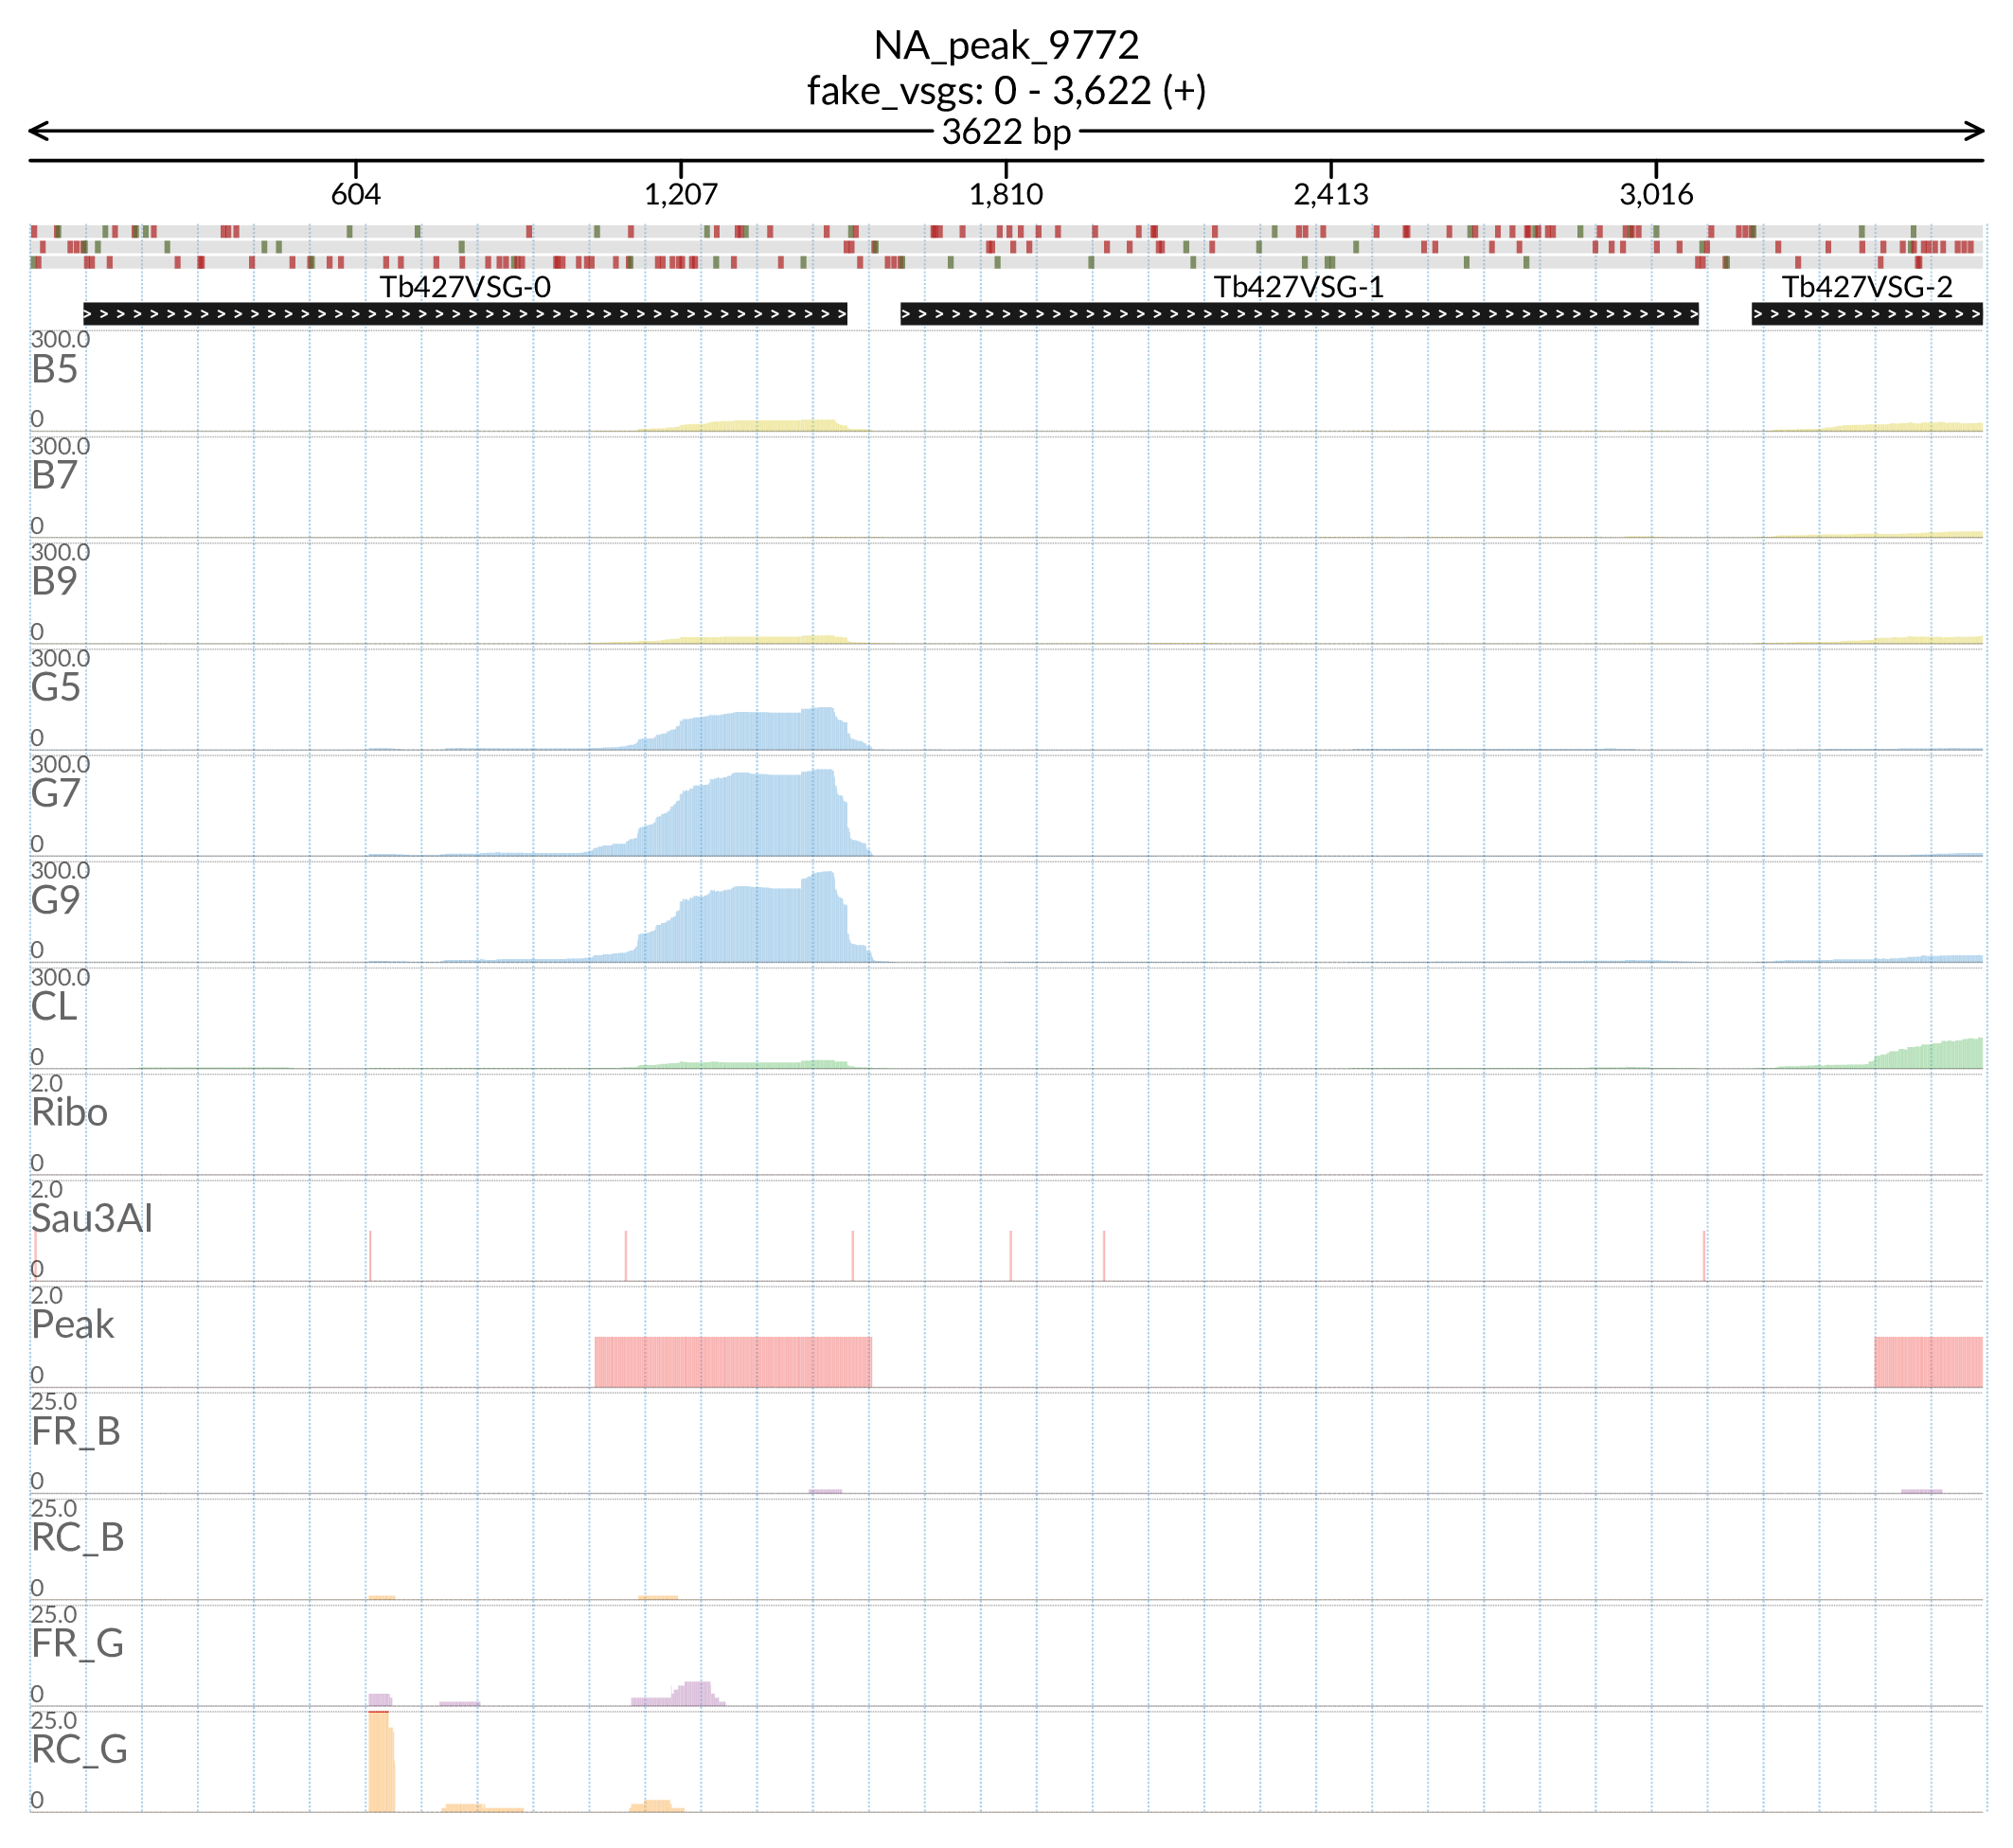 NA_peak_9772
fake_vsgs: 0 - 3,622 (+)
3622 bp
604 1,207 1,810 2,413 3,016
Tb427VSG-0 Tb427VSG-1 Tb427VSG-2
300.0
B5
0
300.0
B7
0
300.0
B9
0
300.0
G5
0
300.0
G7
0
300.0
G9
0
300.0
CL
0
2.0
Ribo
0
2.0
Sau3AI
0
2.0
Peak
0
25.0
FR_B
0
25.0
RC_B
0
25.0
FR_G
0
25.0
RC_G
0